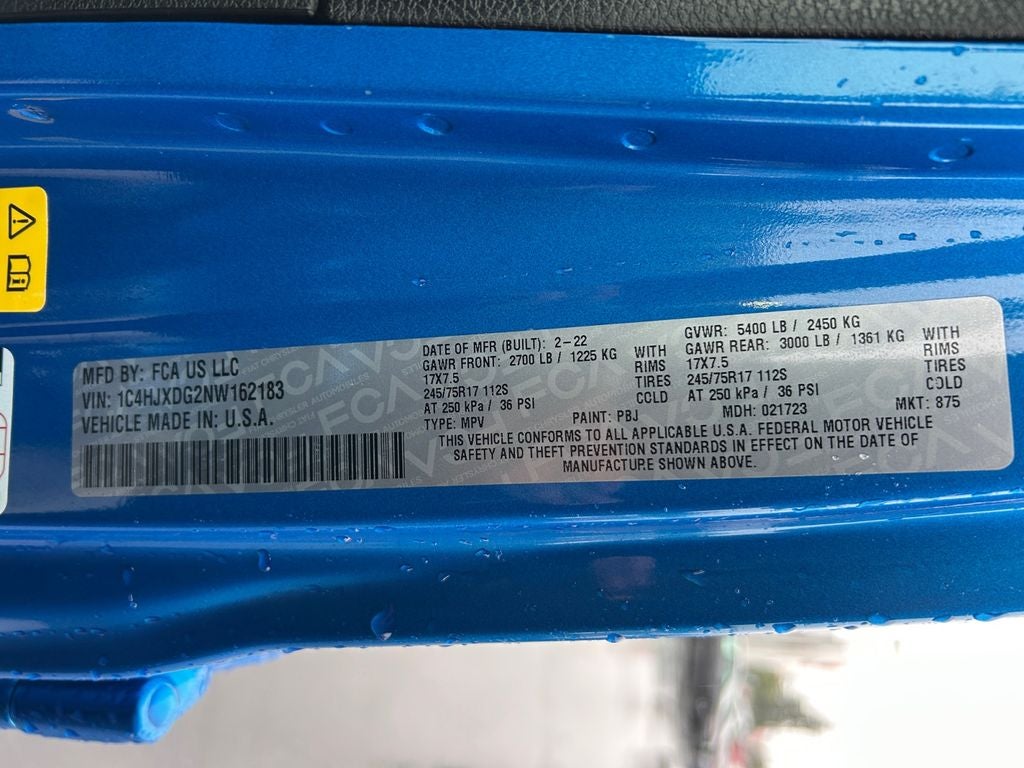 MFD BY: FCA US LLC
VIN: 1C4HJXDG2NW162183
VEHICLE MADE IN: U.S.A.
DATE OF MFR (BUILT): 2-22
GAWR FRONT: 2700 LB / 1225 KG WITH
17X7.5 RIMS
245/75R17 112S TIRES
AT 250 kPa / 36 PSI COLD
TYPE: MPV
GVWR: 5400 LB / 2450 KG
GAWR REAR: 3000 LB / 1361 KG WITH
17X7.5 RIMS
245/75R17 112S TIRES
AT 250 kPa / 36 PSI COLD
PAINT: PBJ MDH: 021723 MKT: 875
THIS VEHICLE CONFORMS TO ALL APPLICABLE U.S.A. FEDERAL MOTOR VEHICLE
SAFETY AND THEFT PREVENTION STANDARDS IN EFFECT ON THE DATE OF
MANUFACTURE SHOWN ABOVE.